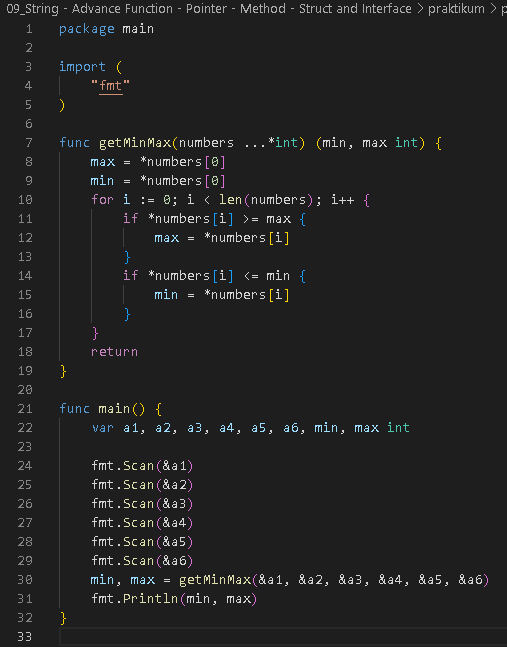 09_String - Advance Function - Pointer - Method - Struct and Interface > praktikum > p
1 package main
2
3 import (
4     "fmt"
5 )
6
7 func getMinMax(numbers ...*int) (min, max int) {
8     max = *numbers[0]
9     min = *numbers[0]
10     for i := 0; i < len(numbers); i++ {
11         if *numbers[i] >= max {
12             max = *numbers[i]
13         }
14         if *numbers[i] <= min {
15             min = *numbers[i]
16         }
17     }
18     return
19 }
20
21 func main() {
22     var a1, a2, a3, a4, a5, a6, min, max int
23
24     fmt.Scan(&a1)
25     fmt.Scan(&a2)
26     fmt.Scan(&a3)
27     fmt.Scan(&a4)
28     fmt.Scan(&a5)
29     fmt.Scan(&a6)
30     min, max = getMinMax(&a1, &a2, &a3, &a4, &a5, &a6)
31     fmt.Println(min, max)
32 }
33